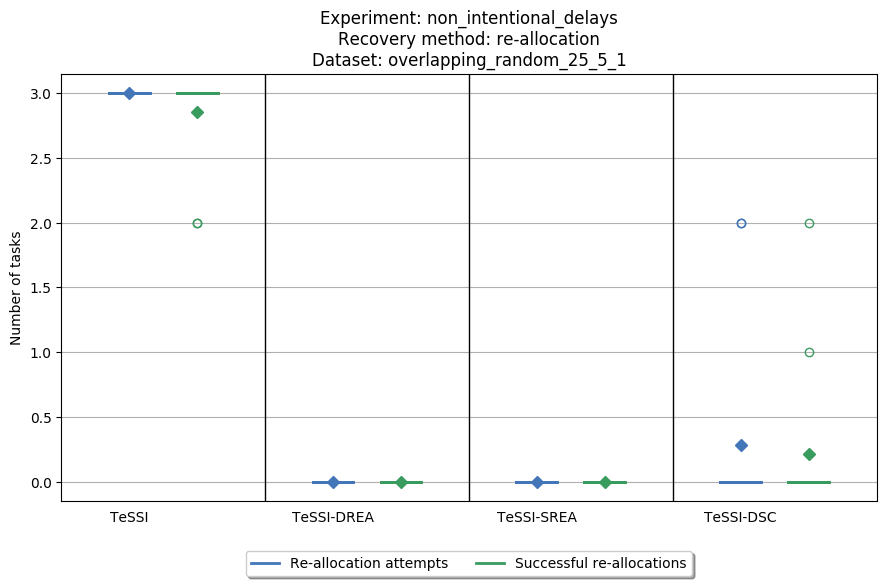 Experiment: non_intentional_delays
Recovery method: re-allocation
Dataset: overlapping_random_25_5_1
Number of tasks
3.0
2.5
2.0
1.5
1.0
0.5
0.0
TeSSI
TeSSI-DREA
TeSSI-SREA
TeSSI-DSC
Re-allocation attempts
Successful re-allocations